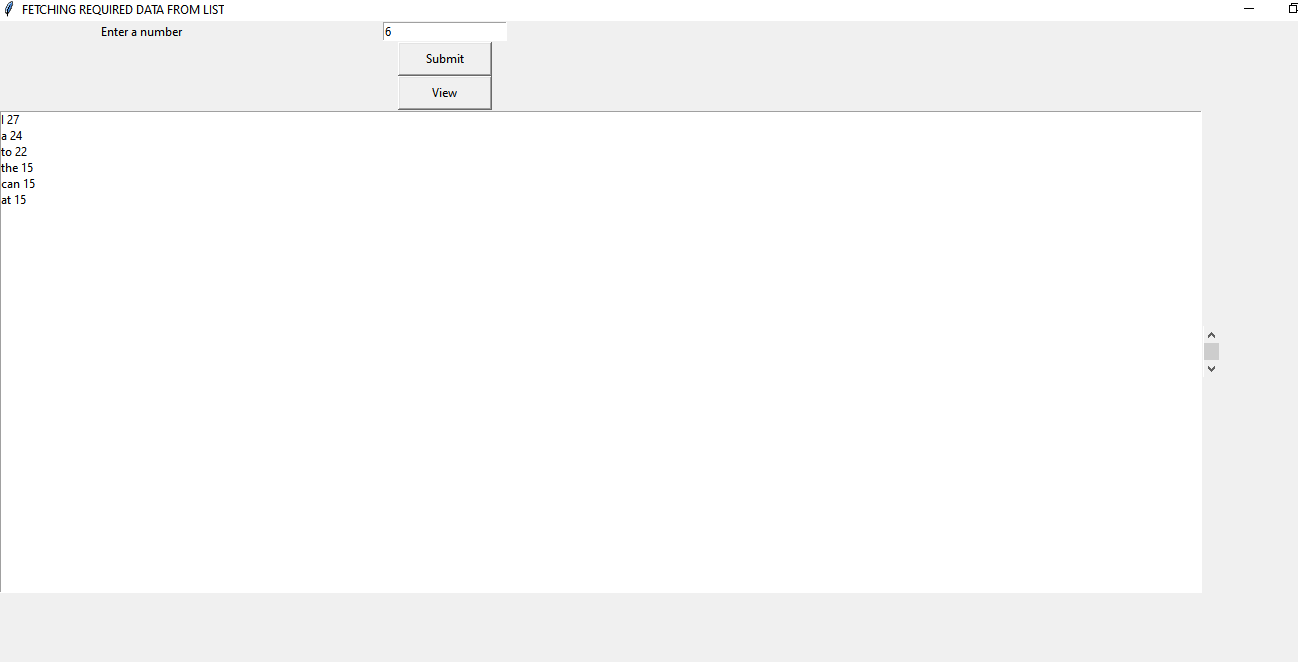 FETCHING REQUIRED DATA FROM LIST
Enter a number 6
Submit
View
I 27
a 24
to 22
the 15
can 15
at 15